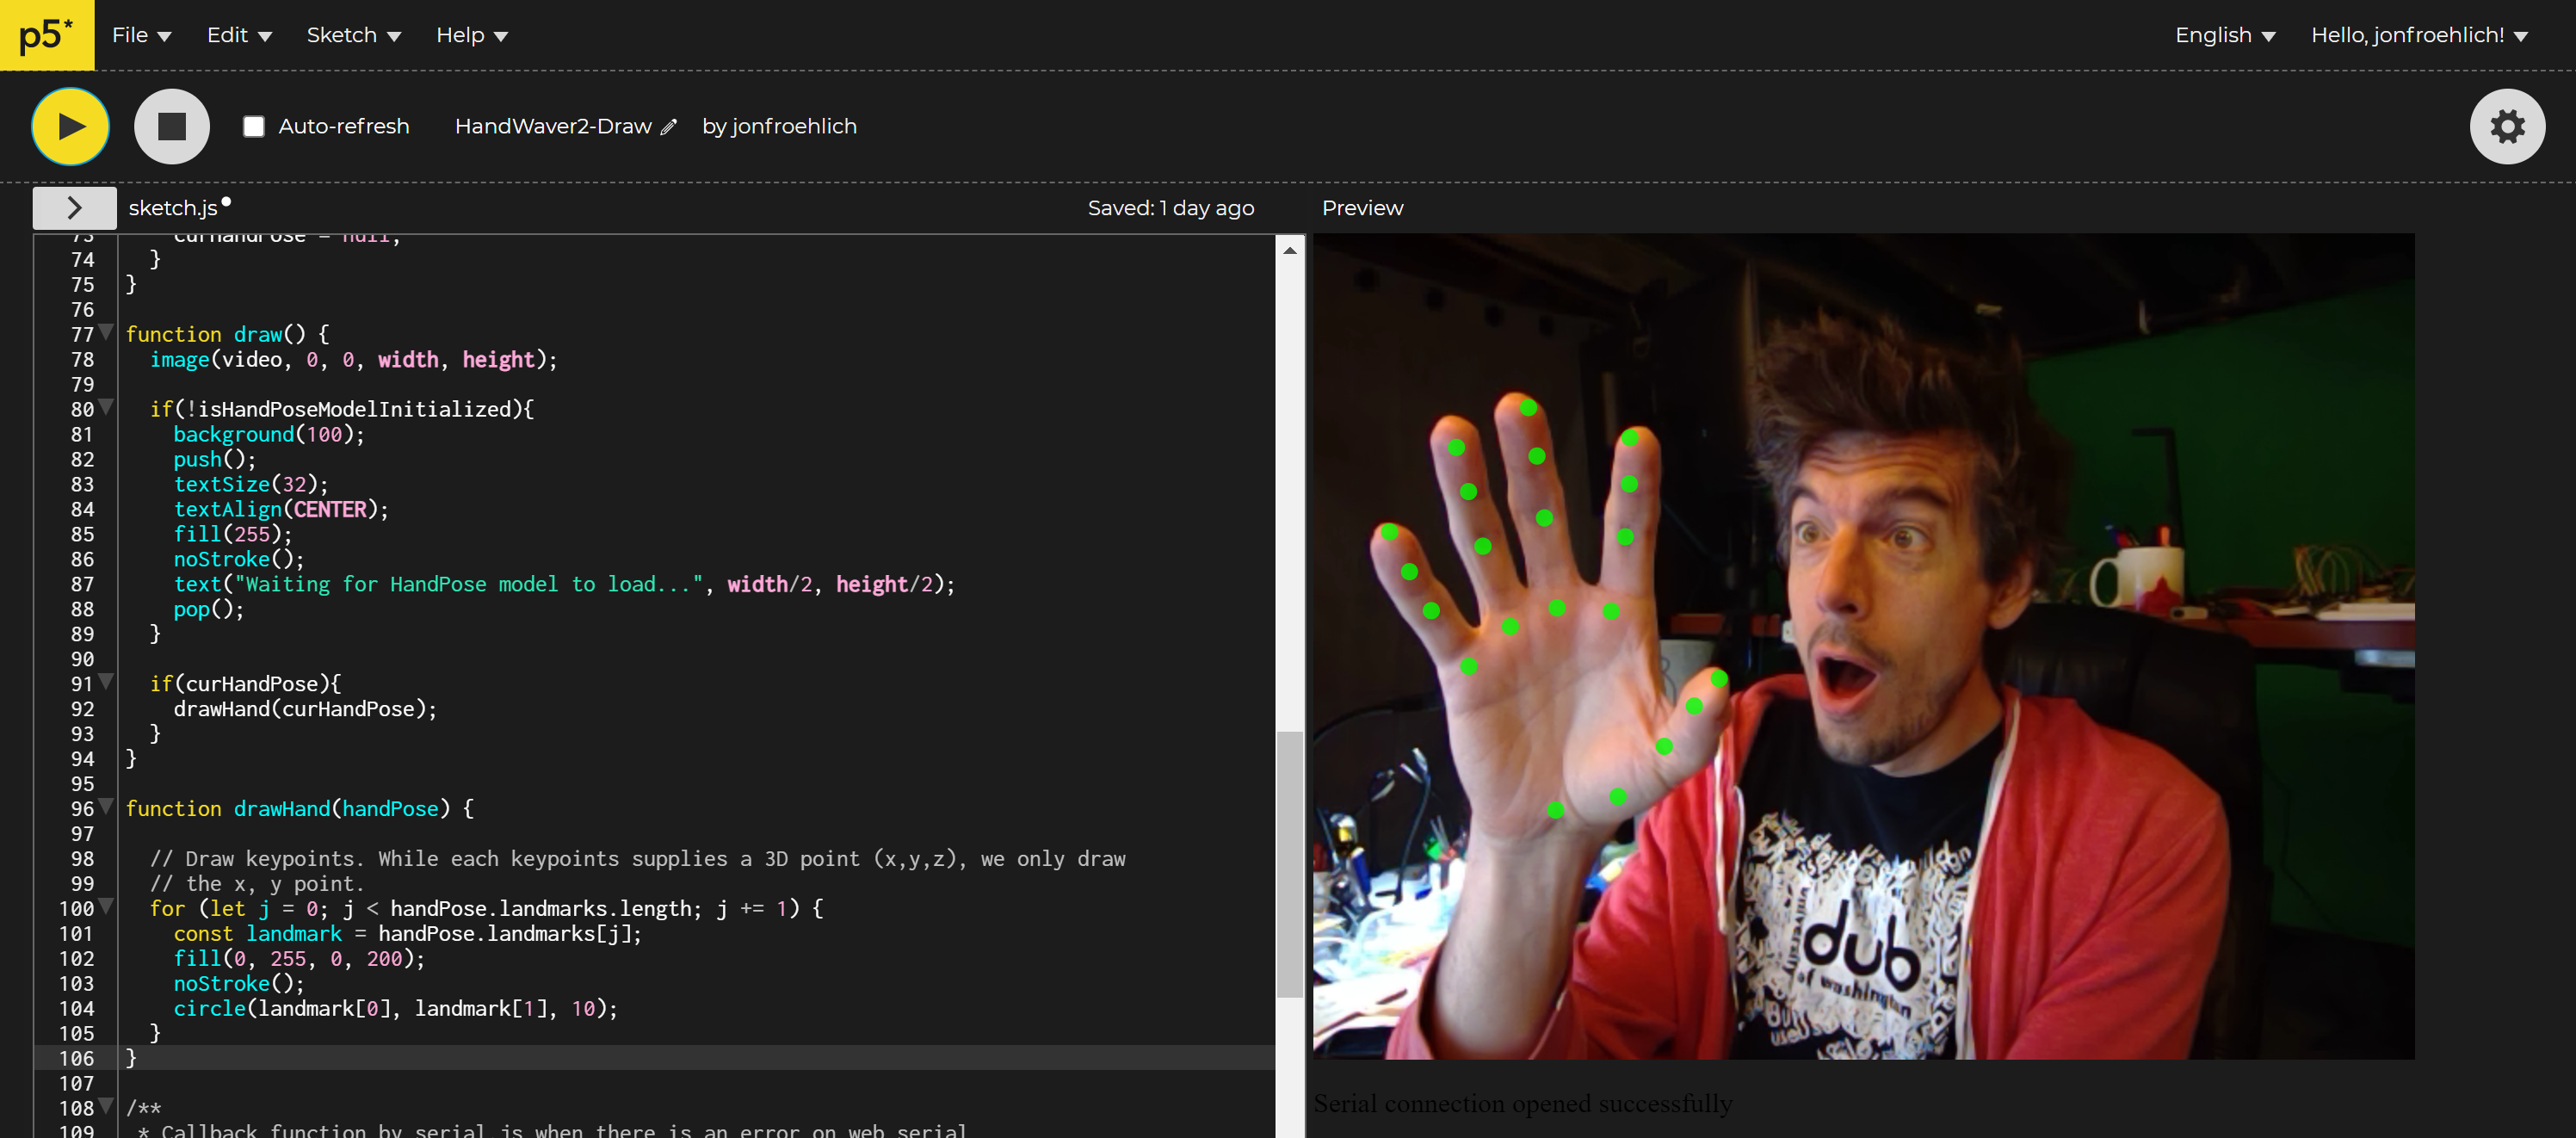 p5*
File Edit Sketch Help English Hello, jonfroehlich!
Auto-refresh HandWaver2-Draw by jonfroehlich
sketch.js Saved: 1 day ago Preview
73 curHandPose = null;
74 }
75 }
76
77 function draw() {
78 image(video, 0, 0, width, height);
79
80 if(!isHandPoseModelInitialized){
81 background(100);
82 push();
83 textSize(32);
84 textAlign(CENTER);
85 fill(255);
86 noStroke();
87 text("Waiting for HandPose model to load...", width/2, height/2);
88 pop();
89 }
90
91 if(curHandPose){
92 drawHand(curHandPose);
93 }
94 }
95
96 function drawHand(handPose) {
97
98 // Draw keypoints. While each keypoints supplies a 3D point (x,y,z), we only draw
99 // the x, y point.
100 for (let j = 0; j < handPose.landmarks.length; j += 1) {
101 const landmark = handPose.landmarks[j];
102 fill(0, 255, 0, 200);
103 noStroke();
104 circle(landmark[0], landmark[1], 10);
105 }
106 }
107
108 /**
109 * Callback function by serial.js when there is an error on web serial
dub
of washington
Serial connection opened successfully